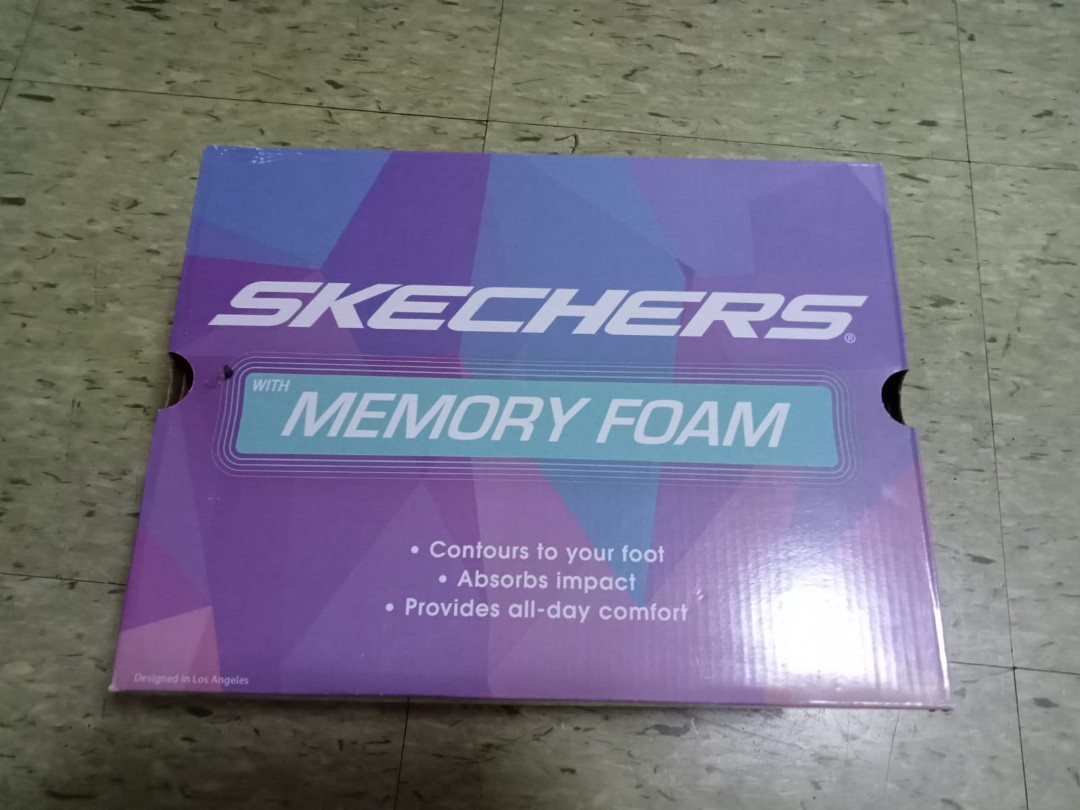 SKECHERS®
WITH
MEMORY FOAM
• Contours to your foot
• Absorbs impact
• Provides all-day comfort
Designed in Los Angeles